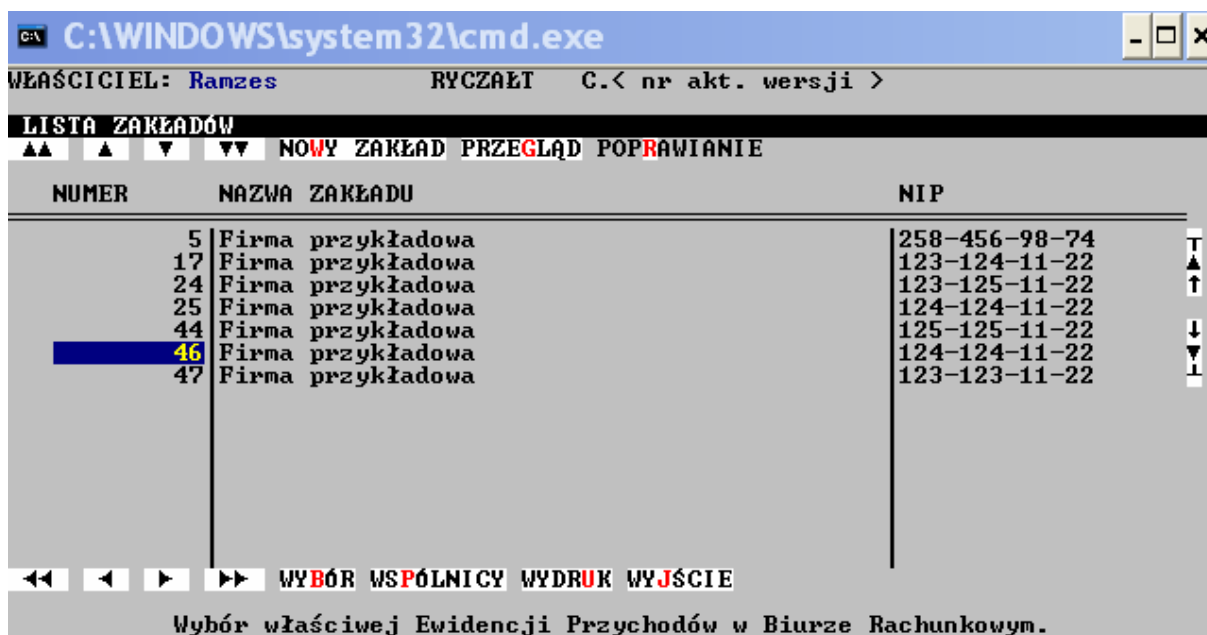 C:\WINDOWS\system32\cmd.exe
WŁAŚCICIEL: Ramzes RYCZAŁT C.< nr akt. wersji >
LISTA ZAKŁADÓW
NOWY ZAKŁAD PRZEGLĄD POPRAWIANIE
NUMER NAZWA ZAKŁADU NIP
5 Firma przykładowa 258-456-98-74
17 Firma przykładowa 123-124-11-22
24 Firma przykładowa 123-125-11-22
25 Firma przykładowa 124-124-11-22
44 Firma przykładowa 125-125-11-22
46 Firma przykładowa 124-124-11-22
47 Firma przykładowa 123-123-11-22
WYBÓR WSPÓLNICY WYDRUK WYJŚCIE
Wybór właściwej Ewidencji Przychodów w Biurze Rachunkowym.